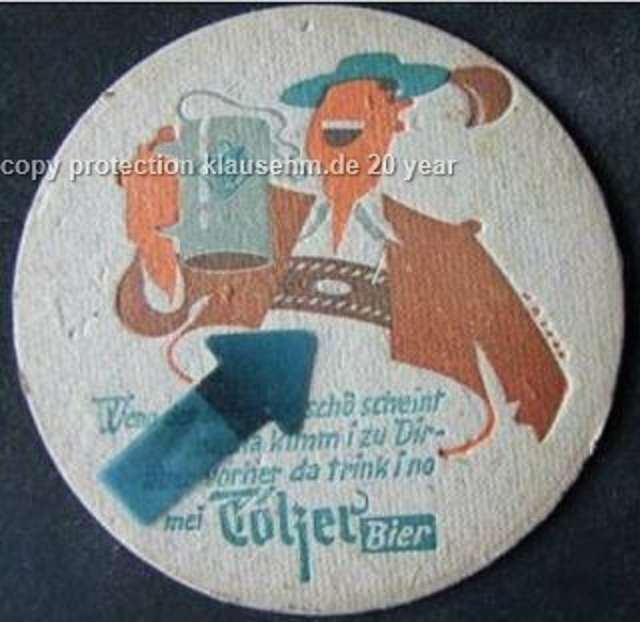 copy protection klausehm.de 20 year
schö scheint
kimm i zu Dir-
vorher da trink i no
mei Tölzer Bier